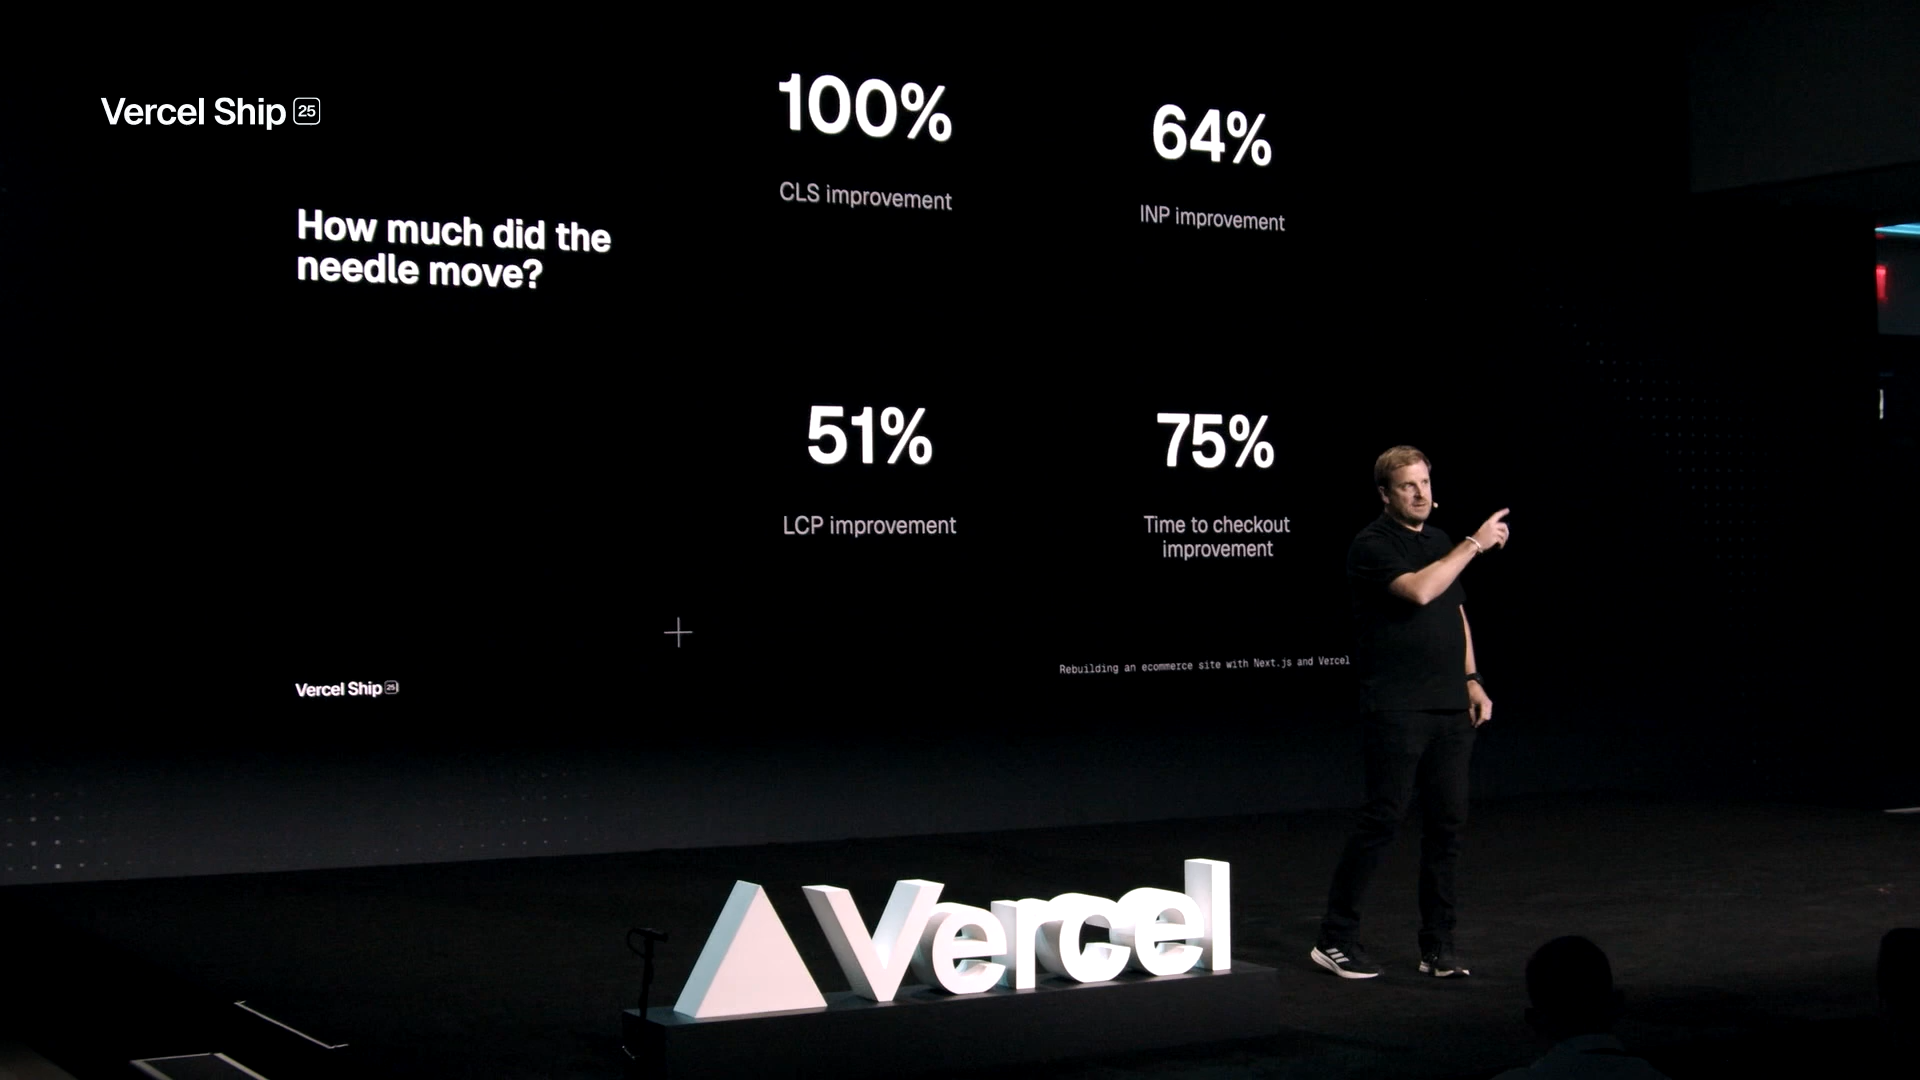 Vercel Ship 25
How much did the
needle move?
100%
CLS improvement
64%
INP improvement
51%
LCP improvement
75%
Time to checkout
improvement
Rebuilding an ecommerce site with Next.js and Vercel
Vercel Ship 25
Vercel